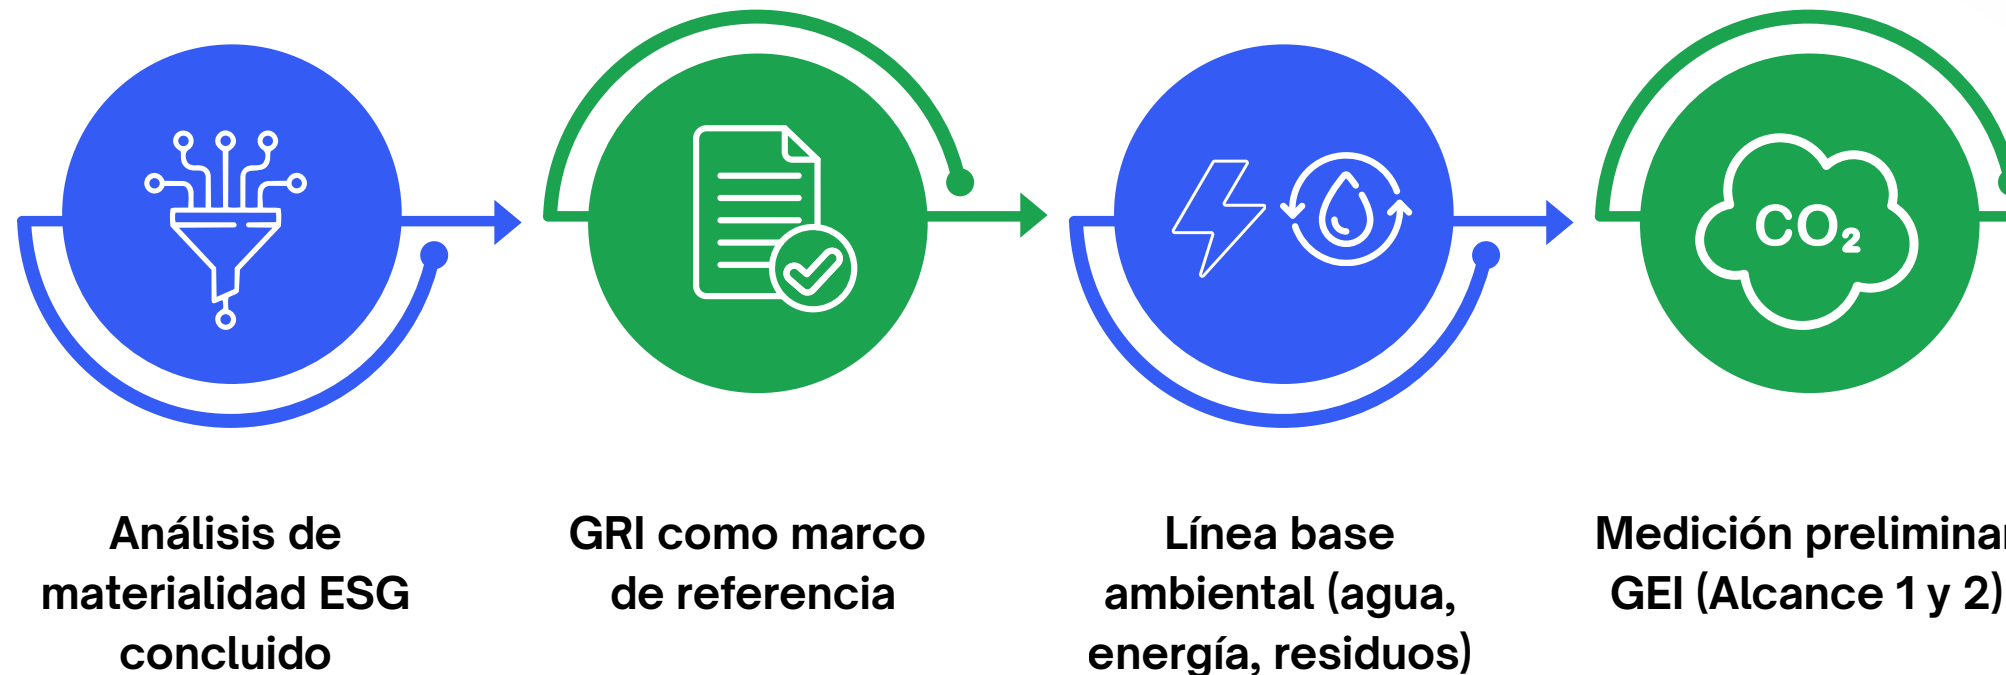 CO₂
Análisis de
materialidad ESG
concluido
GRI como marco
de referencia
Línea base
ambiental (agua,
energía, residuos)
Medición preliminar
GEI (Alcance 1 y 2)